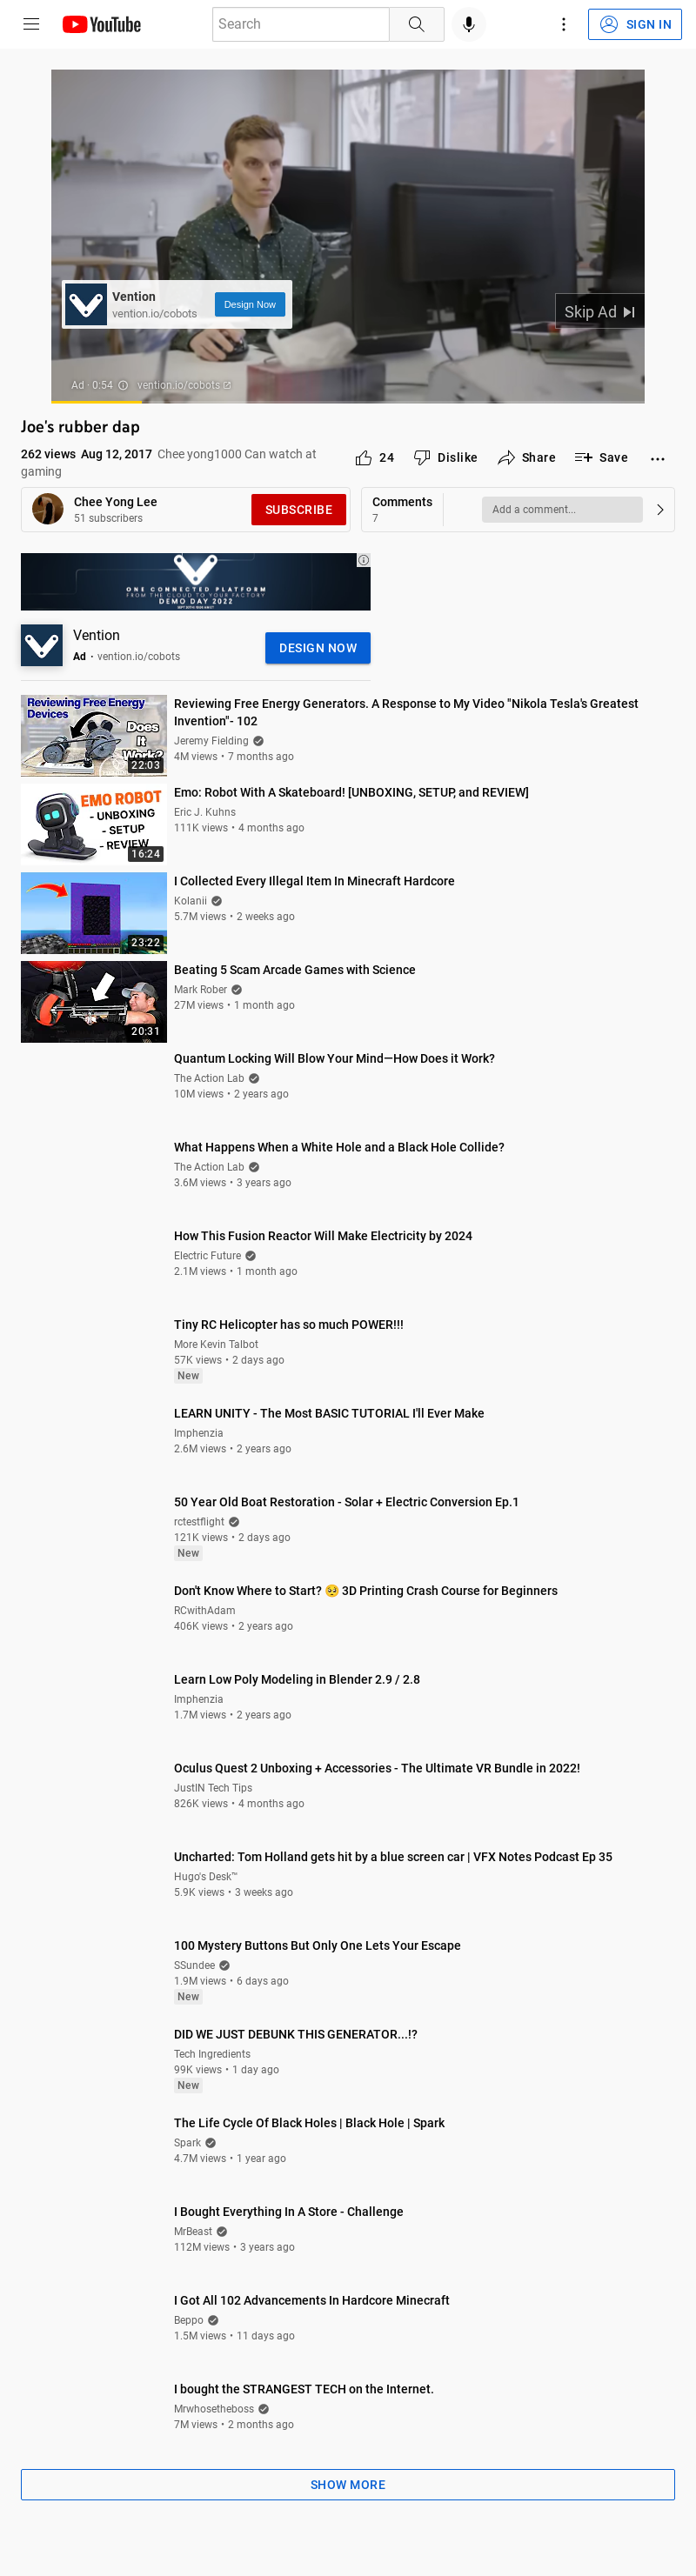 YouTube
Search
SIGN IN
Vention
vention.io/cobots
Design Now
Skip Ad
Ad · 0:54
vention.io/cobots
Joe's rubber dap
262 views Aug 12, 2017 Chee yong1000 Can watch at
gaming
24
Dislike
Share
Save
Chee Yong Lee
51 subscribers
SUBSCRIBE
Comments
7
Add a comment...
ONE CONNECTED PLATFORM
FROM THE CLOUD TO YOUR FACTORY
DEMO DAY 2022
Vention
Ad • vention.io/cobots
DESIGN NOW
Reviewing Free Energy
Devices
Does
It
Work?
22:03
Reviewing Free Energy Generators. A Response to My Video "Nikola Tesla's Greatest
Invention"- 102
Jeremy Fielding
4M views • 7 months ago
EMO ROBOT
- UNBOXING
- SETUP
- REVIEW
16:24
Emo: Robot With A Skateboard! [UNBOXING, SETUP, and REVIEW]
Eric J. Kuhns
111K views • 4 months ago
23:22
I Collected Every Illegal Item In Minecraft Hardcore
Kolanii
5.7M views • 2 weeks ago
20:31
Beating 5 Scam Arcade Games with Science
Mark Rober
27M views • 1 month ago
Quantum Locking Will Blow Your Mind—How Does it Work?
The Action Lab
10M views • 2 years ago
What Happens When a White Hole and a Black Hole Collide?
The Action Lab
3.6M views • 3 years ago
How This Fusion Reactor Will Make Electricity by 2024
Electric Future
2.1M views • 1 month ago
Tiny RC Helicopter has so much POWER!!!
More Kevin Talbot
57K views • 2 days ago
New
LEARN UNITY - The Most BASIC TUTORIAL I'll Ever Make
Imphenzia
2.6M views • 2 years ago
50 Year Old Boat Restoration - Solar + Electric Conversion Ep.1
rctestflight
121K views • 2 days ago
New
Don't Know Where to Start? 🥺 3D Printing Crash Course for Beginners
RCwithAdam
406K views • 2 years ago
Learn Low Poly Modeling in Blender 2.9 / 2.8
Imphenzia
1.7M views • 2 years ago
Oculus Quest 2 Unboxing + Accessories - The Ultimate VR Bundle in 2022!
JustIN Tech Tips
826K views • 4 months ago
Uncharted: Tom Holland gets hit by a blue screen car | VFX Notes Podcast Ep 35
Hugo's Desk™
5.9K views • 3 weeks ago
100 Mystery Buttons But Only One Lets Your Escape
SSundee
1.9M views • 6 days ago
New
DID WE JUST DEBUNK THIS GENERATOR...!?
Tech Ingredients
99K views • 1 day ago
New
The Life Cycle Of Black Holes | Black Hole | Spark
Spark
4.7M views • 1 year ago
I Bought Everything In A Store - Challenge
MrBeast
112M views • 3 years ago
I Got All 102 Advancements In Hardcore Minecraft
Beppo
1.5M views • 11 days ago
I bought the STRANGEST TECH on the Internet.
Mrwhosetheboss
7M views • 2 months ago
SHOW MORE